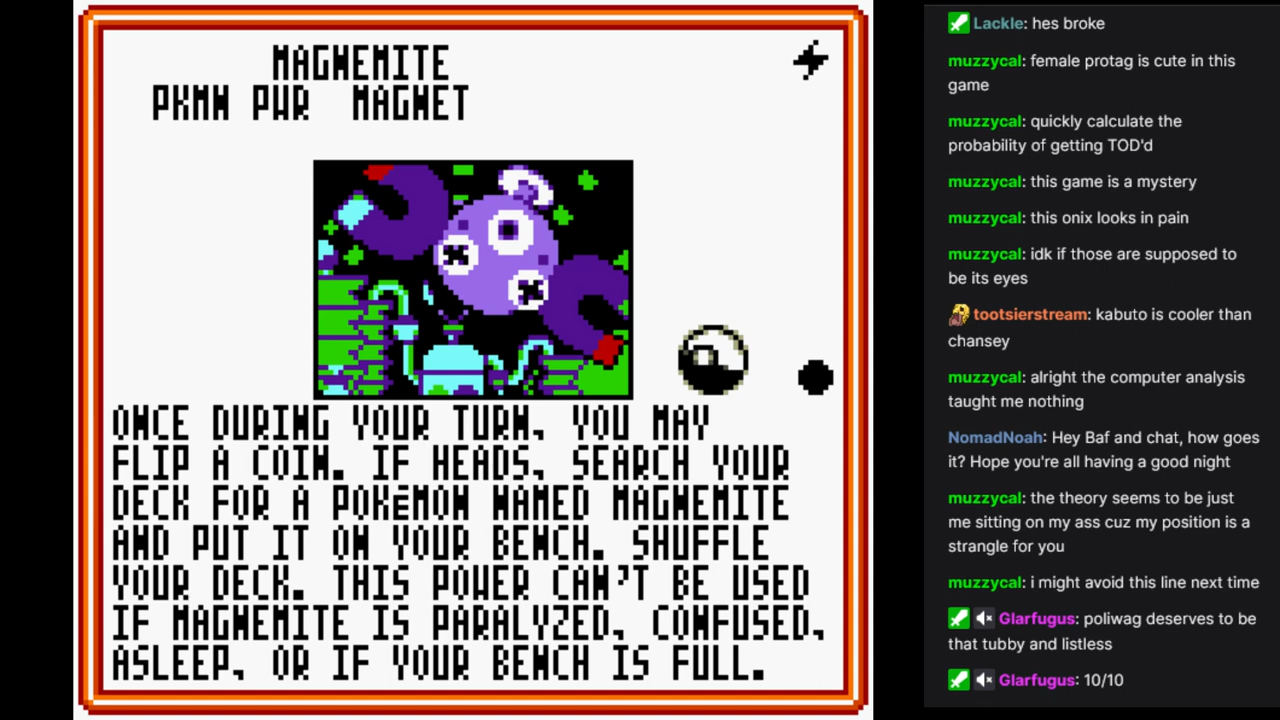 MAGNEMITE
PKMN PWR MAGNET
ONCE DURING YOUR TURN, YOU MAY
FLIP A COIN. IF HEADS, SEARCH YOUR
DECK FOR A POKéMON NAMED MAGNEMITE
AND PUT IT ON YOUR BENCH. SHUFFLE
YOUR DECK. THIS POWER CAN'T BE USED
IF MAGNEMITE IS PARALYZED, CONFUSED,
ASLEEP, OR IF YOUR BENCH IS FULL.
Lackle: hes broke
muzzycal: female protag is cute in this
game
muzzycal: quickly calculate the
probability of getting TOD'd
muzzycal: this game is a mystery
muzzycal: this onix looks in pain
muzzycal: idk if those are supposed to
be its eyes
tootsierstream: kabuto is cooler than
chansey
muzzycal: alright the computer analysis
taught me nothing
NomadNoah: Hey Baf and chat, how goes
it? Hope you're all having a good night
muzzycal: the theory seems to be just
me sitting on my ass cuz my position is a
strangle for you
muzzycal: i might avoid this line next time
Glarfugus: poliwag deserves to be
that tubby and listless
Glarfugus: 10/10